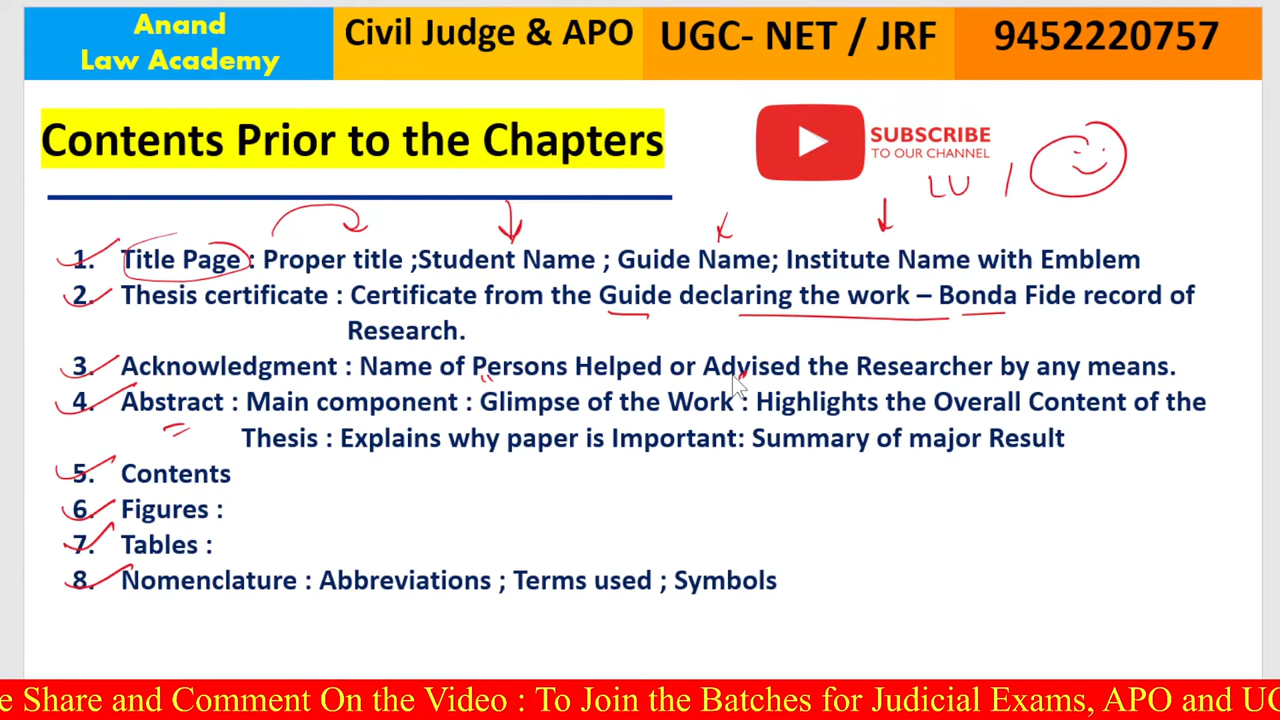 Anand
Law Academy
Civil Judge & APO
UGC- NET / JRF
9452220757
Contents Prior to the Chapters
SUBSCRIBE
TO OUR CHANNEL
LU /
1. Title Page : Proper title ;Student Name ; Guide Name; Institute Name with Emblem
2. Thesis certificate : Certificate from the Guide declaring the work – Bonda Fide record of
Research.
3. Acknowledgment : Name of Persons Helped or Advised the Researcher by any means.
4. Abstract : Main component : Glimpse of the Work : Highlights the Overall Content of the
Thesis : Explains why paper is Important: Summary of major Result
5. Contents
6. Figures :
7. Tables :
8. Nomenclature : Abbreviations ; Terms used ; Symbols
e Share and Comment On the Video : To Join the Batches for Judicial Exams, APO and UG